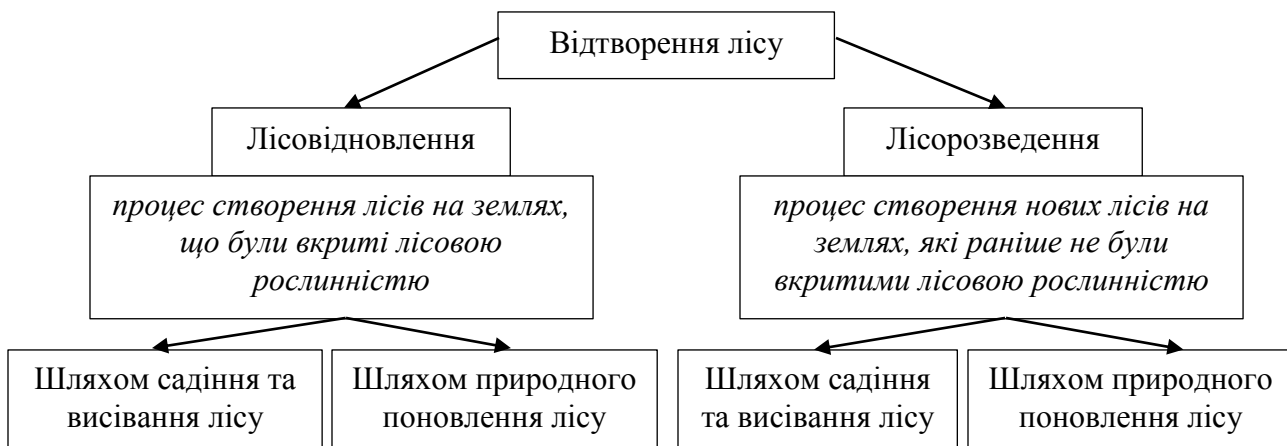 Відтворення лісу
Лісовідновлення
процес створення лісів на землях,
що були вкриті лісовою
рослинністю
Шляхом садіння та
висівання лісу
Шляхом природного
поновлення лісу
Лісорозведення
процес створення нових лісів на
землях, які раніше не були
вкритими лісовою рослинністю
Шляхом садіння
та висівання лісу
Шляхом природного
поновлення лісу